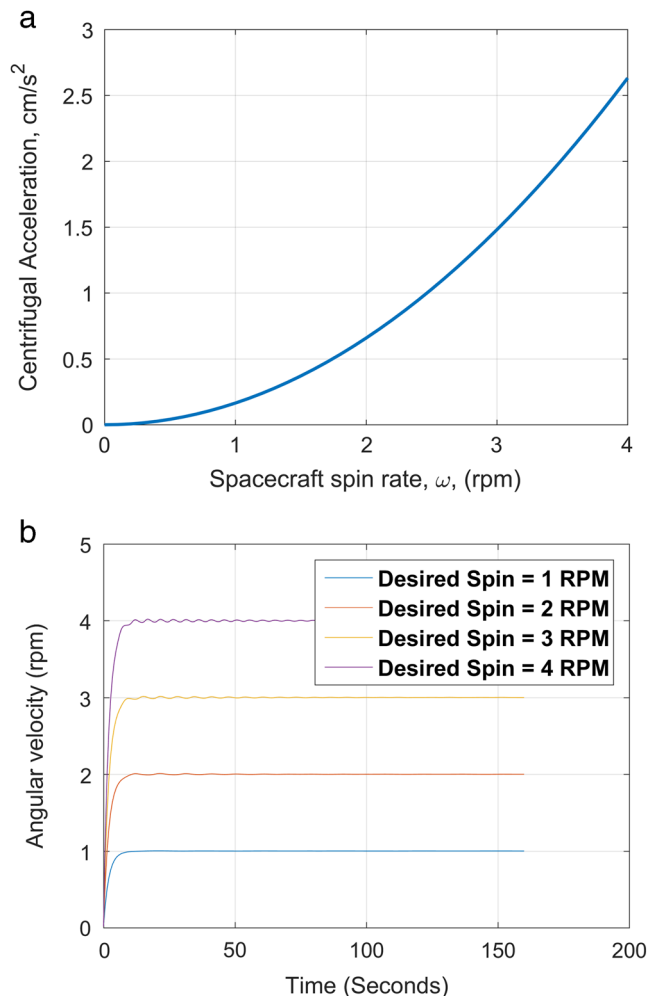 a
3
2.5
2
1.5
1
0.5
0
Centrifugal Acceleration, cm/s²
0 1 2 3 4
Spacecraft spin rate, ω, (rpm)
b
5
4
3
2
1
0
Angular velocity (rpm)
Desired Spin = 1 RPM
Desired Spin = 2 RPM
Desired Spin = 3 RPM
Desired Spin = 4 RPM
0 50 100 150 200
Time (Seconds)